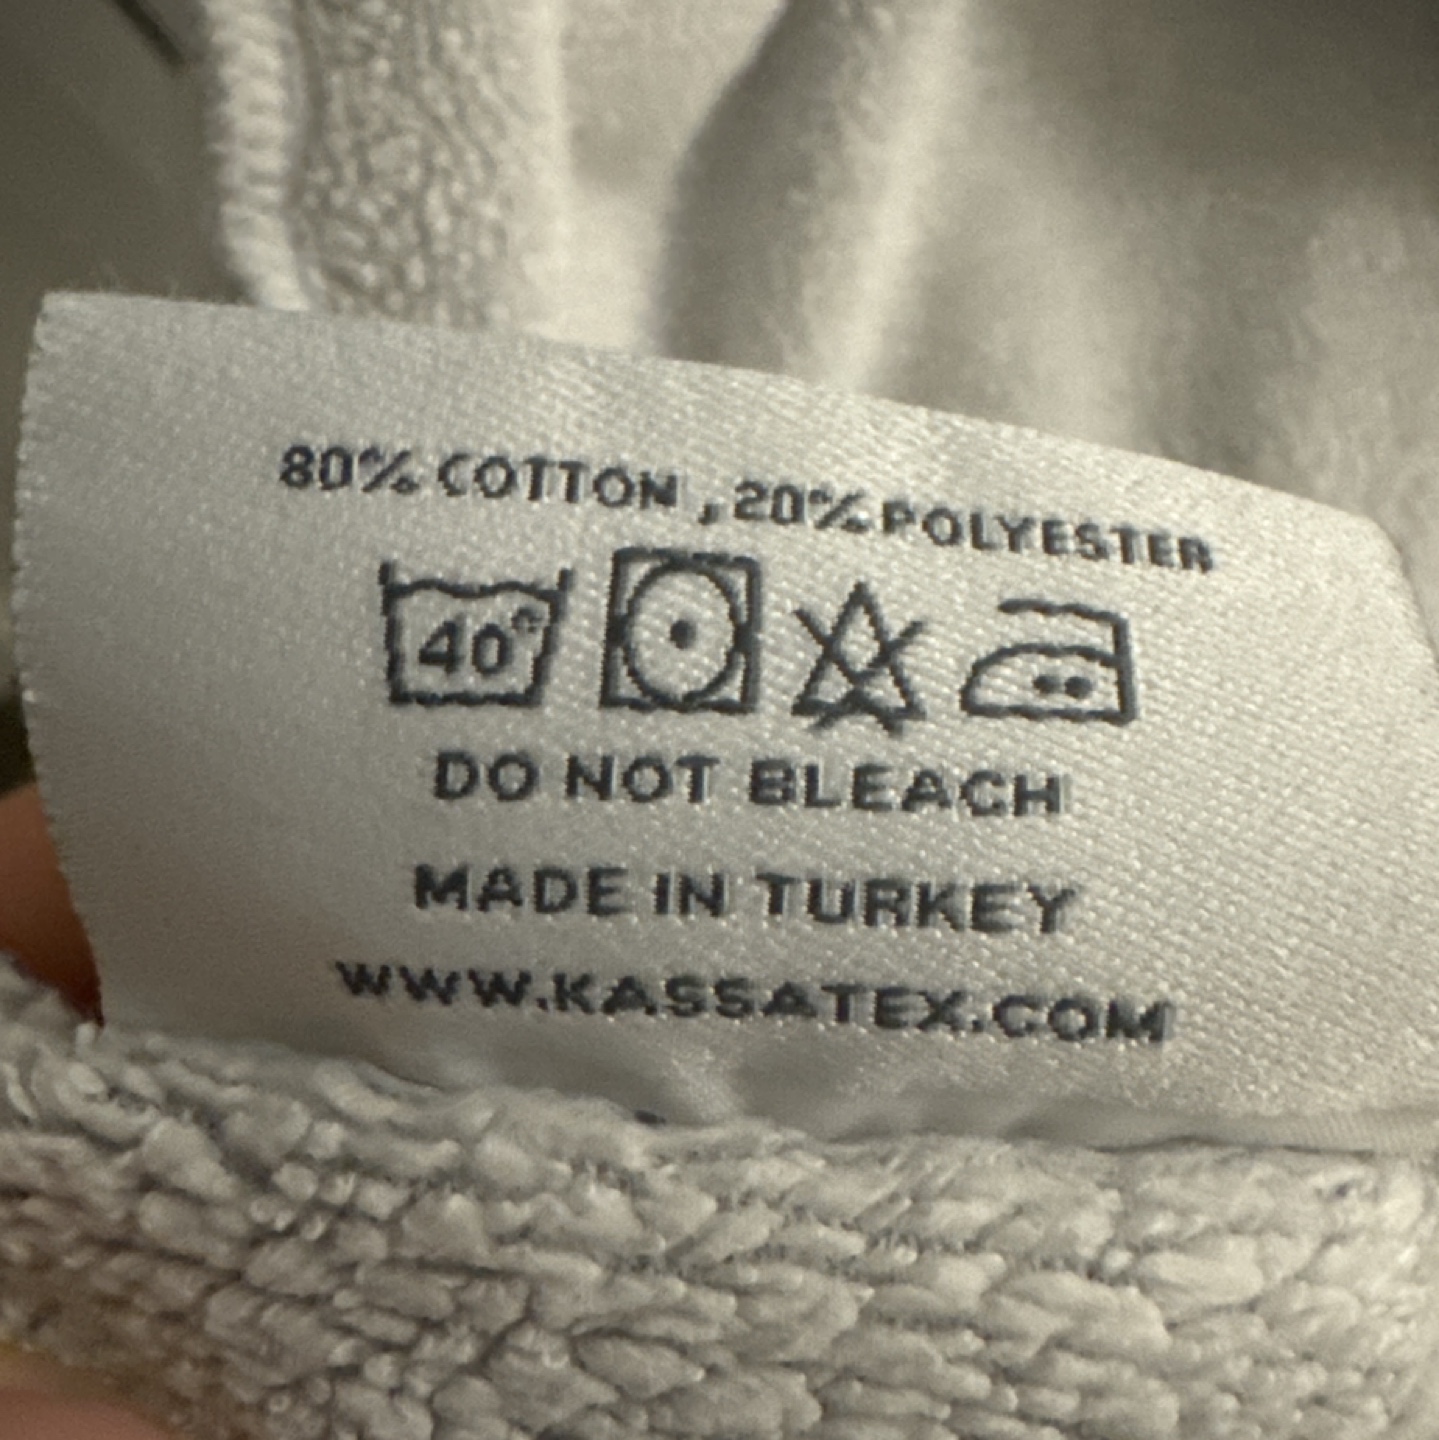 80% COTTON , 20% POLYESTER
40°
DO NOT BLEACH
MADE IN TURKEY
WWW.KASSATEX.COM